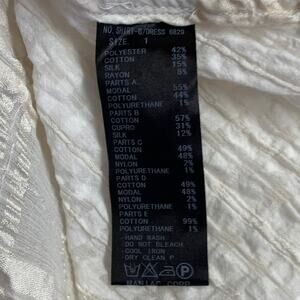 NO. SHIRT-O/DRESS 6829
SIZE 1
POLYESTER 42%
COTTON 35%
SILK 15%
RAYON 8%
PARTS A
MODAL 55%
COTTON 44%
POLYURETHANE 1%
PARTS B
COTTON 57%
CUPRO 31%
SILK 12%
PARTS C
COTTON 49%
MODAL 48%
NYLON 2%
POLYURETHANE 1%
PARTS D
COTTON 49%
MODAL 48%
NYLON 2%
POLYURETHANE 1%
PARTS E
COTTON 99%
POLYURETHANE 1%
HAND WASH
DO NOT BLEACH
COOL IRON
DRY CLEAN P
P
MANIAC CORP